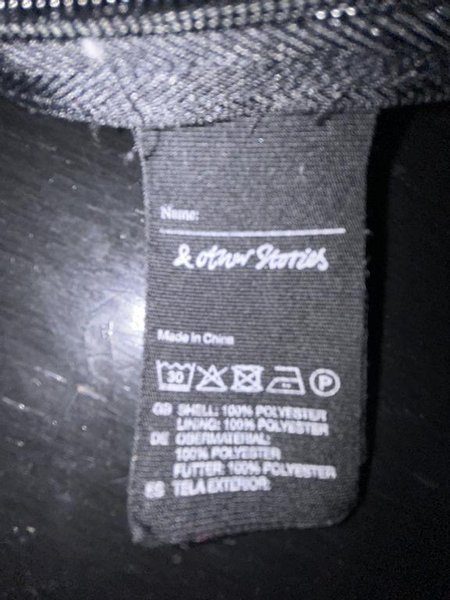 Name:
& other Stories
Made in China
30 P
GB SHELL: 100% POLYESTER
LINING: 100% POLYESTER
DE OBERMATERIAL:
100% POLYESTER
FUTTER: 100% POLYESTER
ES TELA EXTERIOR: